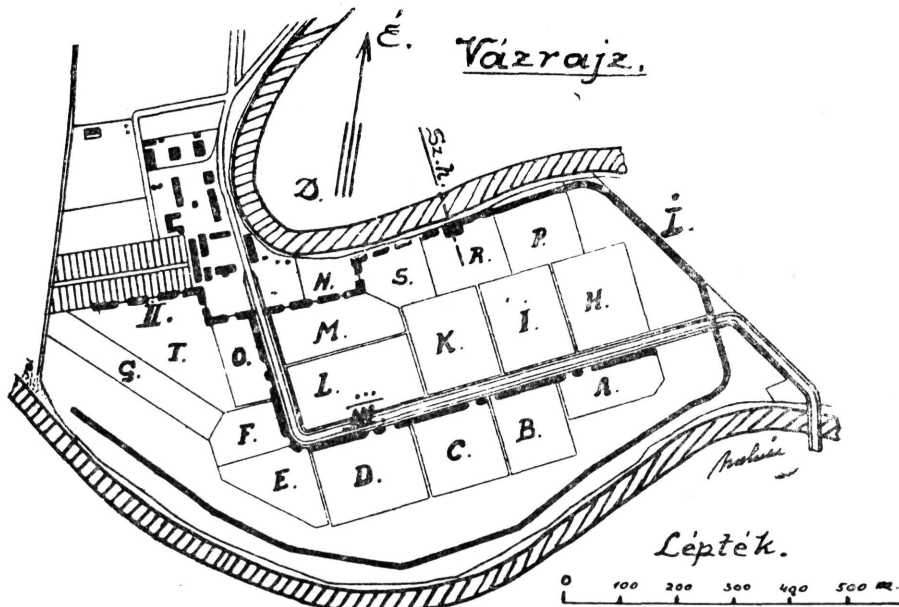 É.
Vázrajz.
D.
Sz.h.
I.
N.
S.
R.
P.
II.
T.
O.
M.
K.
I.
H.
G.
L.
A.
F.
E.
D.
C.
B.
Lépték.
0 100 200 300 400 500 m.